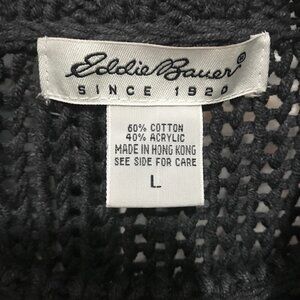 Eddie Bauer®
SINCE 1920
60% COTTON
40% ACRYLIC
MADE IN HONG KONG
SEE SIDE FOR CARE
L